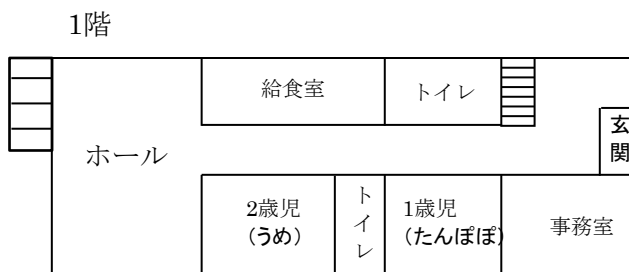 1階
給食室
トイレ
玄関
ホール
2歳児
(うめ)
トイレ
1歳児
(たんぽぽ)
事務室